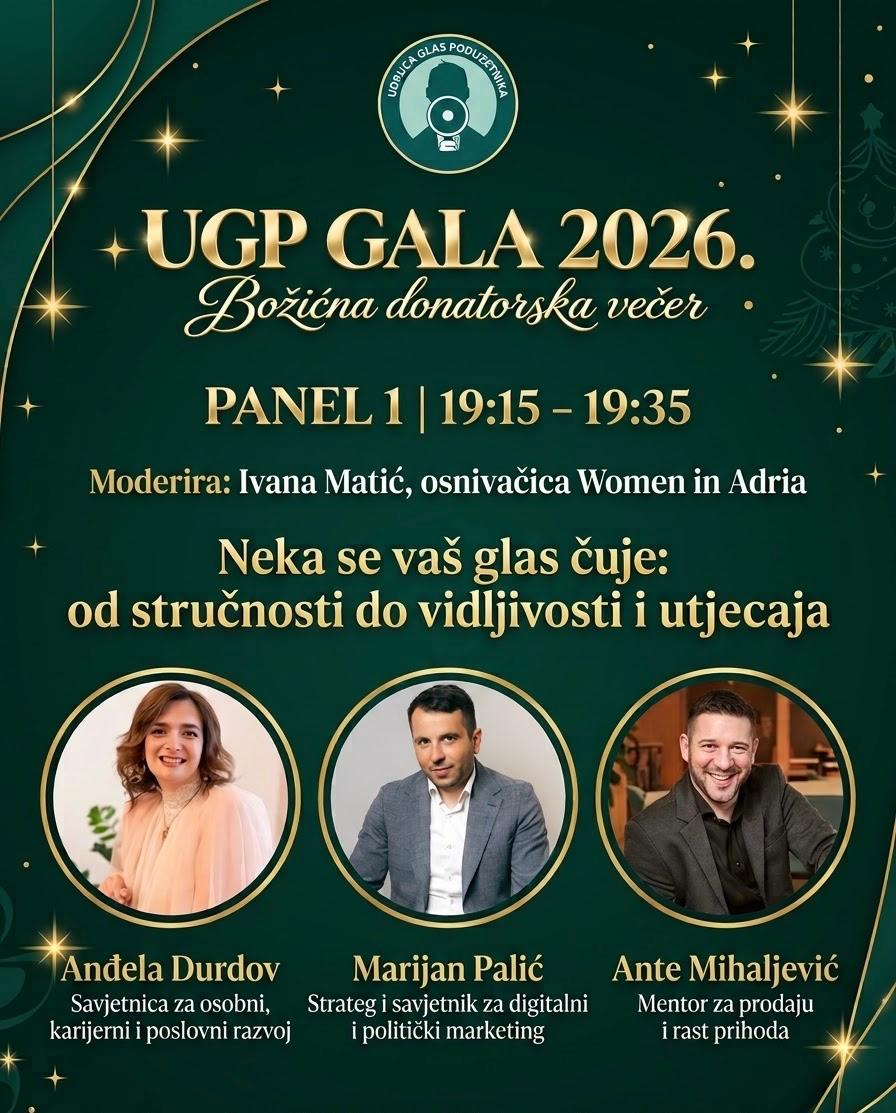 UDRUGA GLAS PODUZETNIKA
UGP GALA 2026.
Božićna donatorska večer
PANEL 1 | 19:15 – 19:35
Moderira: Ivana Matić, osnivačica Women in Adria
Neka se vaš glas čuje:
od stručnosti do vidljivosti i utjecaja
Anđela Durdov
Savjetnica za osobni,
karijerni i poslovni razvoj
Marijan Palić
Strateg i savjetnik za digitalni
i politički marketing
Ante Mihaljević
Mentor za prodaju
i rast prihoda